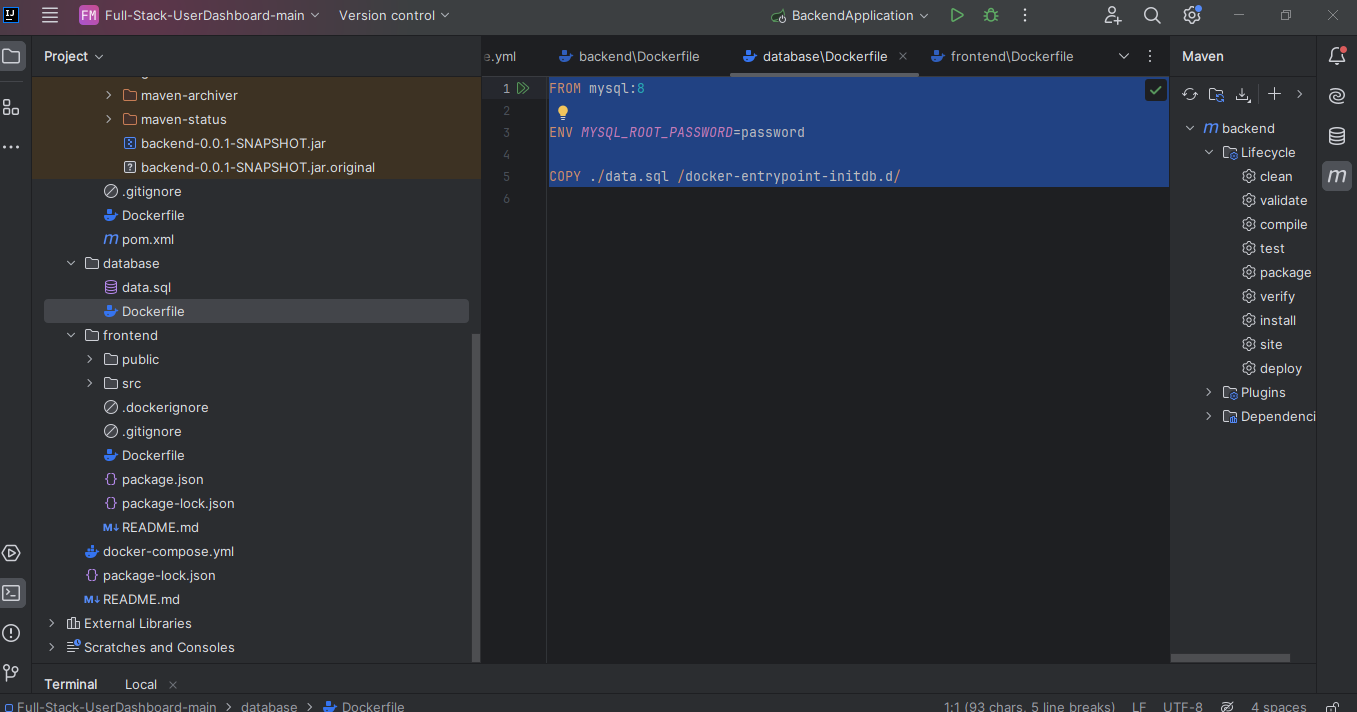 FM Full-Stack-UserDashboard-main Version control BackendApplication
Project
maven-archiver
maven-status
backend-0.0.1-SNAPSHOT.jar
backend-0.0.1-SNAPSHOT.jar.original
.gitignore
Dockerfile
pom.xml
database
data.sql
Dockerfile
frontend
public
src
.dockerignore
.gitignore
Dockerfile
package.json
package-lock.json
README.md
docker-compose.yml
package-lock.json
README.md
External Libraries
Scratches and Consoles
e.yml backend\Dockerfile database\Dockerfile frontend\Dockerfile
1 FROM mysql:8
2
3 ENV MYSQL_ROOT_PASSWORD=password
4
5 COPY ./data.sql /docker-entrypoint-initdb.d/
6
Maven
backend
Lifecycle
clean
validate
compile
test
package
verify
install
site
deploy
Plugins
Dependenci
Terminal Local
Full-Stack-UserDashboard-main > database > Dockerfile 1:1 (93 chars, 5 line breaks) LF UTF-8 4 spaces